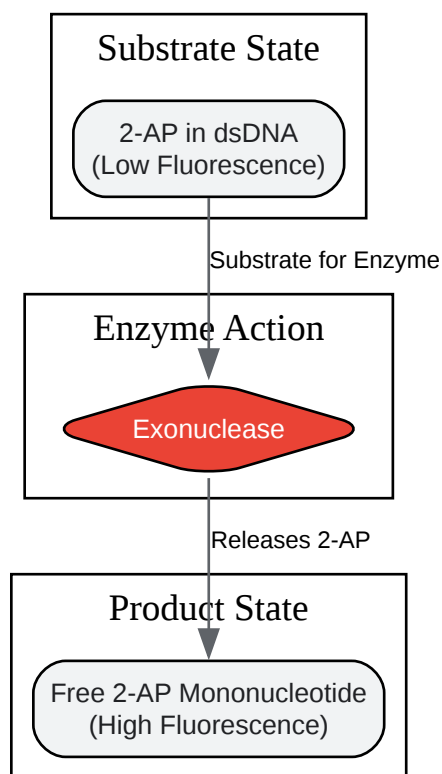 Substrate State
2-AP in dsDNA
(Low Fluorescence)
Substrate for Enzyme
Enzyme Action
Exonuclease
Releases 2-AP
Product State
Free 2-AP Mononucleotide
(High Fluorescence)